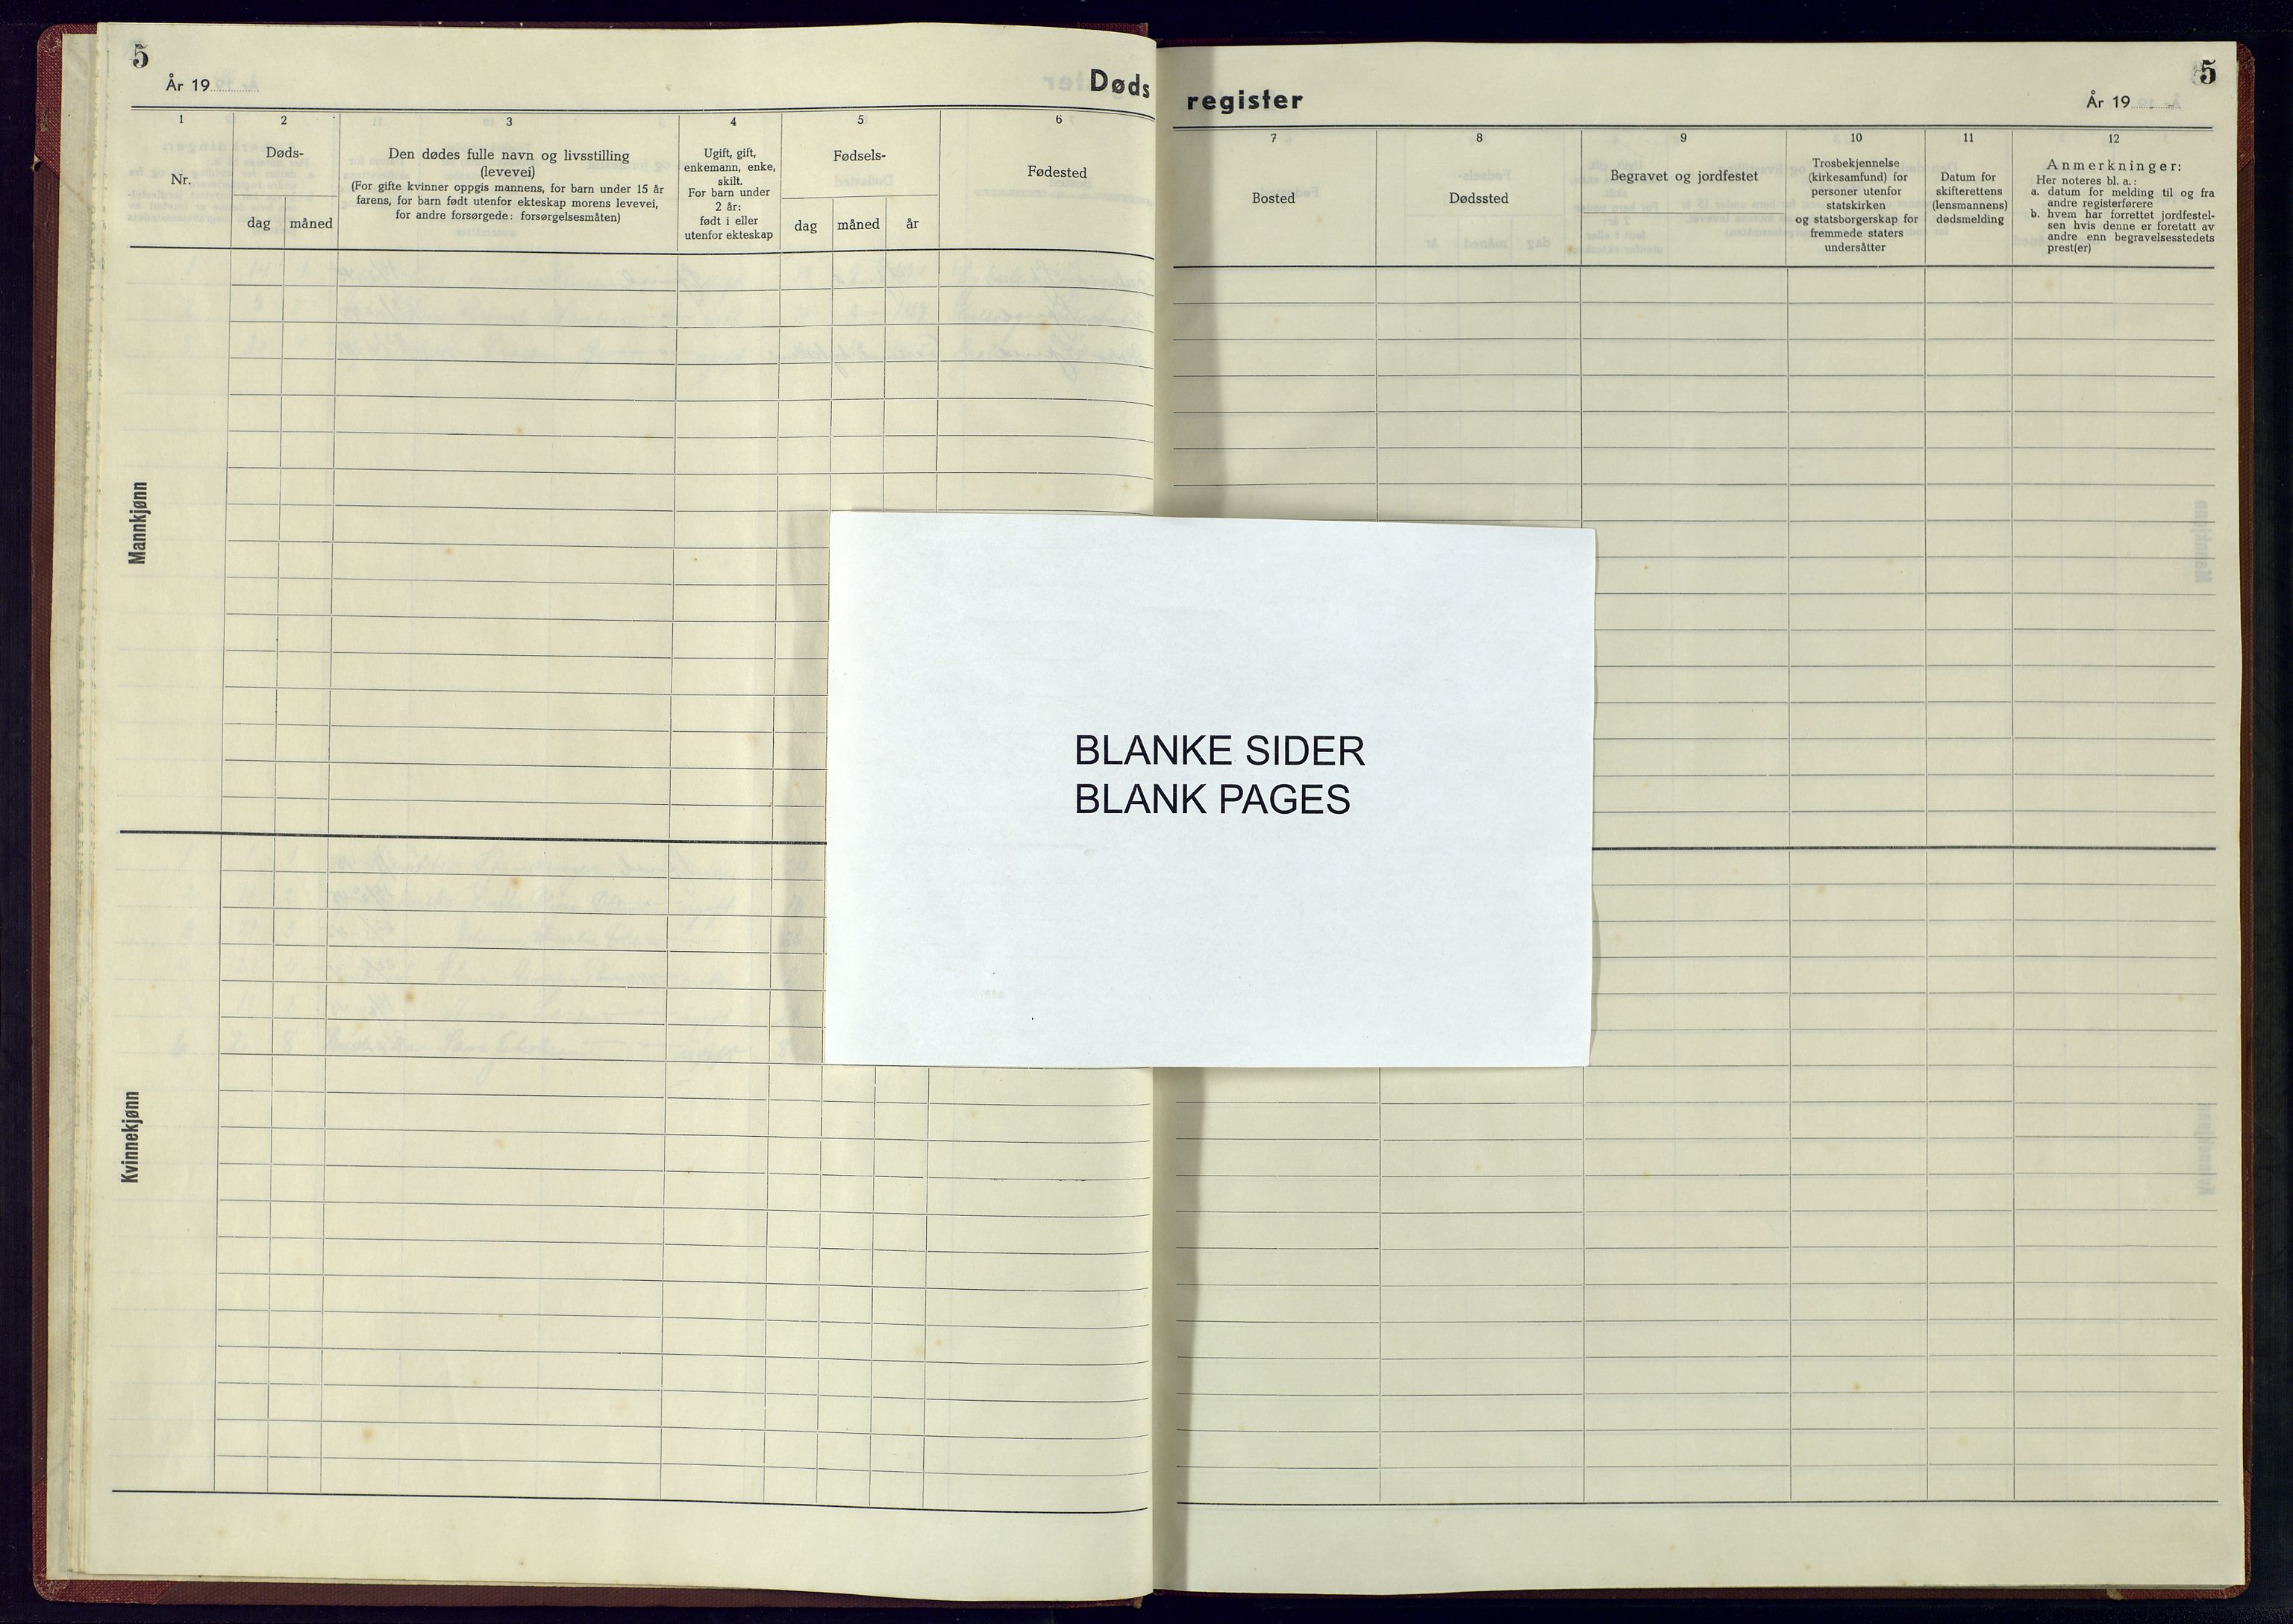 5
År 19
Døds
1
2
3
4
5
6
Nr.
Døds-
dag
måned
Den dødes fulle navn og livsstilling
(levevei)
(For gifte kvinner oppgis mannens, for barn under 15 år
farens, for barn født utenfor ekteskap morens levevei,
for andre forsørgede: forsørgelsesmåten)
Ugift, gift,
enkemann, enke,
skilt.
For barn under
2 år:
født i eller
utenfor ekteskap
Fødsels-
dag
måned
år
Fødested
Mannkjønn
Kvinnekjønn
register
År 19
5
7
8
9
10
11
12
Bosted
Dødssted
Begravet og jordfestet
Trosbekjennelse
(kirkesamfund) for
personer utenfor
statskirken
og statsborgerskap for
fremmede staters
undersåtter
Datum for
skifterettens
(lensmannens)
dødsmelding
Anmerkninger:
Her noteres bl. a.:
a. datum for melding til og fra
andre registerførere
b. hvem har forrettet jordfestel-
sen hvis denne er foretatt av
andre enn begravelsesstedets
prest(er)
BLANKE SIDER
BLANK PAGES